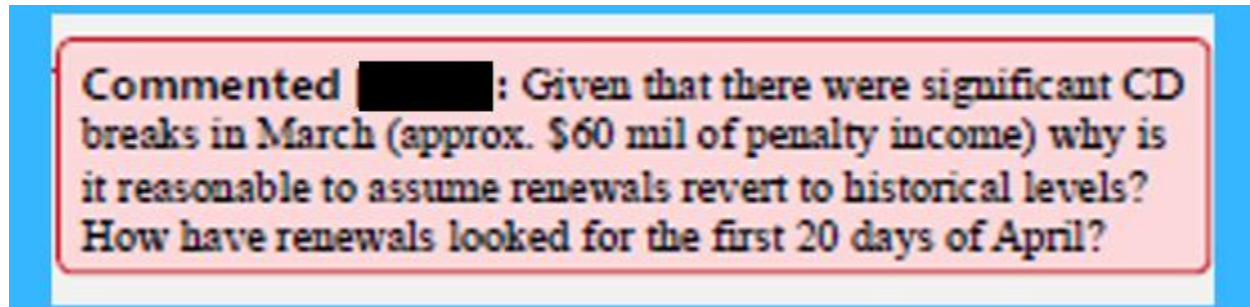 Commented [ : Given that there were significant CD
breaks in March (approx. $60 mil of penalty income) why is
it reasonable to assume renewals revert to historical levels?
How have renewals looked for the first 20 days of April?